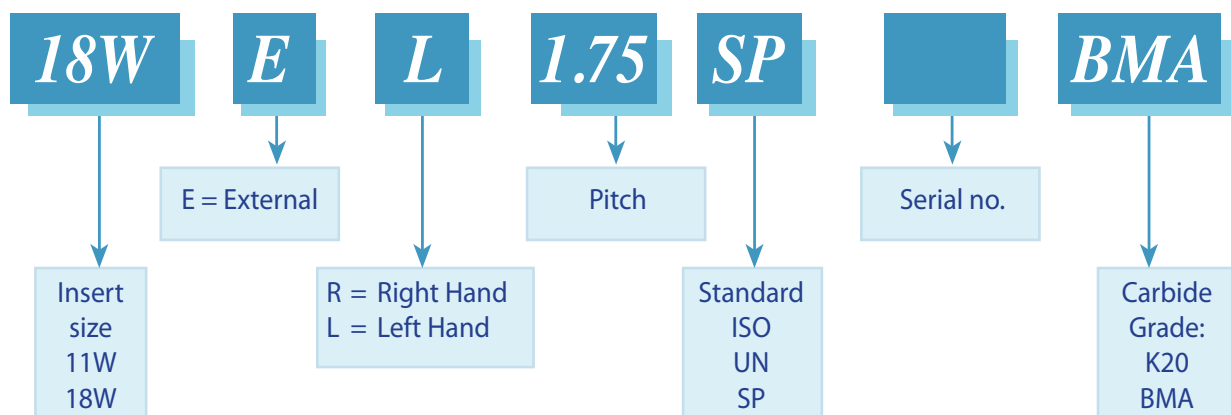 18W E L 1.75 SP BMA
E = External
Pitch
Serial no.
Insert
size
11W
18W
R = Right Hand
L = Left Hand
Standard
ISO
UN
SP
Carbide
Grade:
K20
BMA